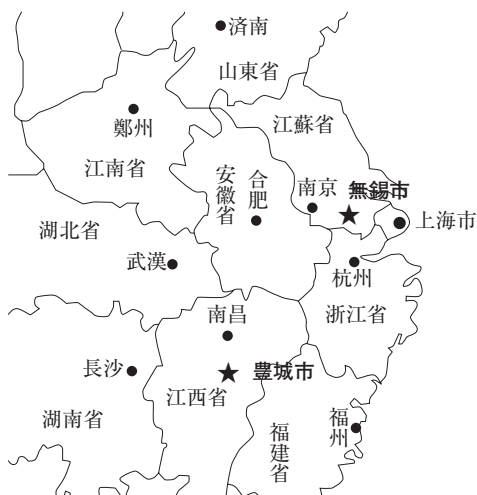 済南
山東省
鄭州
江蘇省
江南省
安徽省
合肥
南京
無錫市
上海市
湖北省
武漢
杭州
浙江省
南昌
長沙
豊城市
江西省
湖南省
福州
福建省